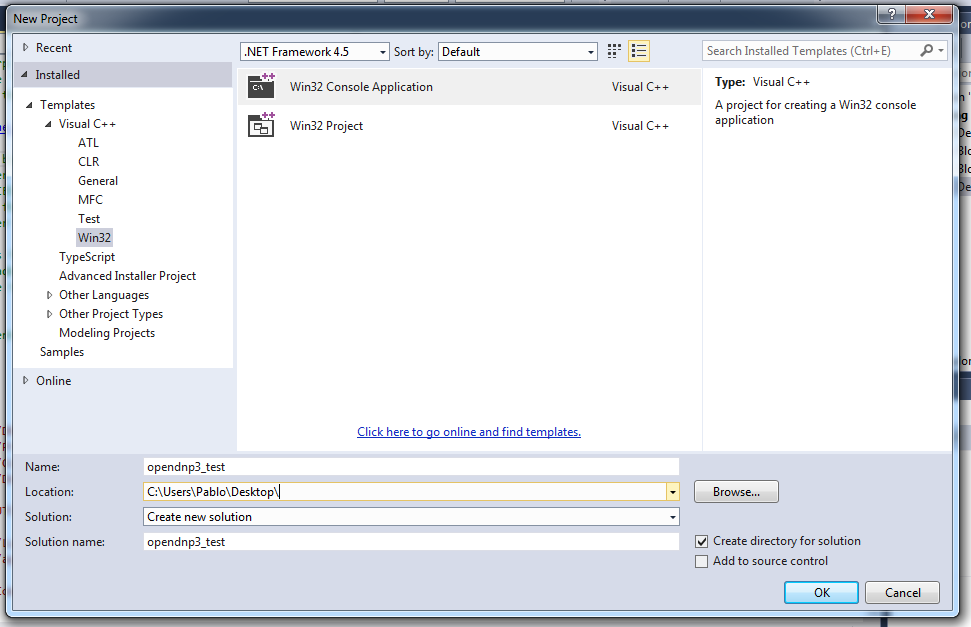 New Project
?
Recent
Installed
Templates
Visual C++
ATL
CLR
General
MFC
Test
Win32
TypeScript
Advanced Installer Project
Other Languages
Other Project Types
Modeling Projects
Samples
Online
.NET Framework 4.5
Sort by: Default
Search Installed Templates (Ctrl+E)
C:\
Win32 Console Application Visual C++
Win32 Project Visual C++
Type: Visual C++
A project for creating a Win32 console
application
Click here to go online and find templates.
Name: opendnp3_test
Location: C:\Users\Pablo\Desktop\
Browse...
Solution: Create new solution
Solution name: opendnp3_test
Create directory for solution
Add to source control
OK Cancel